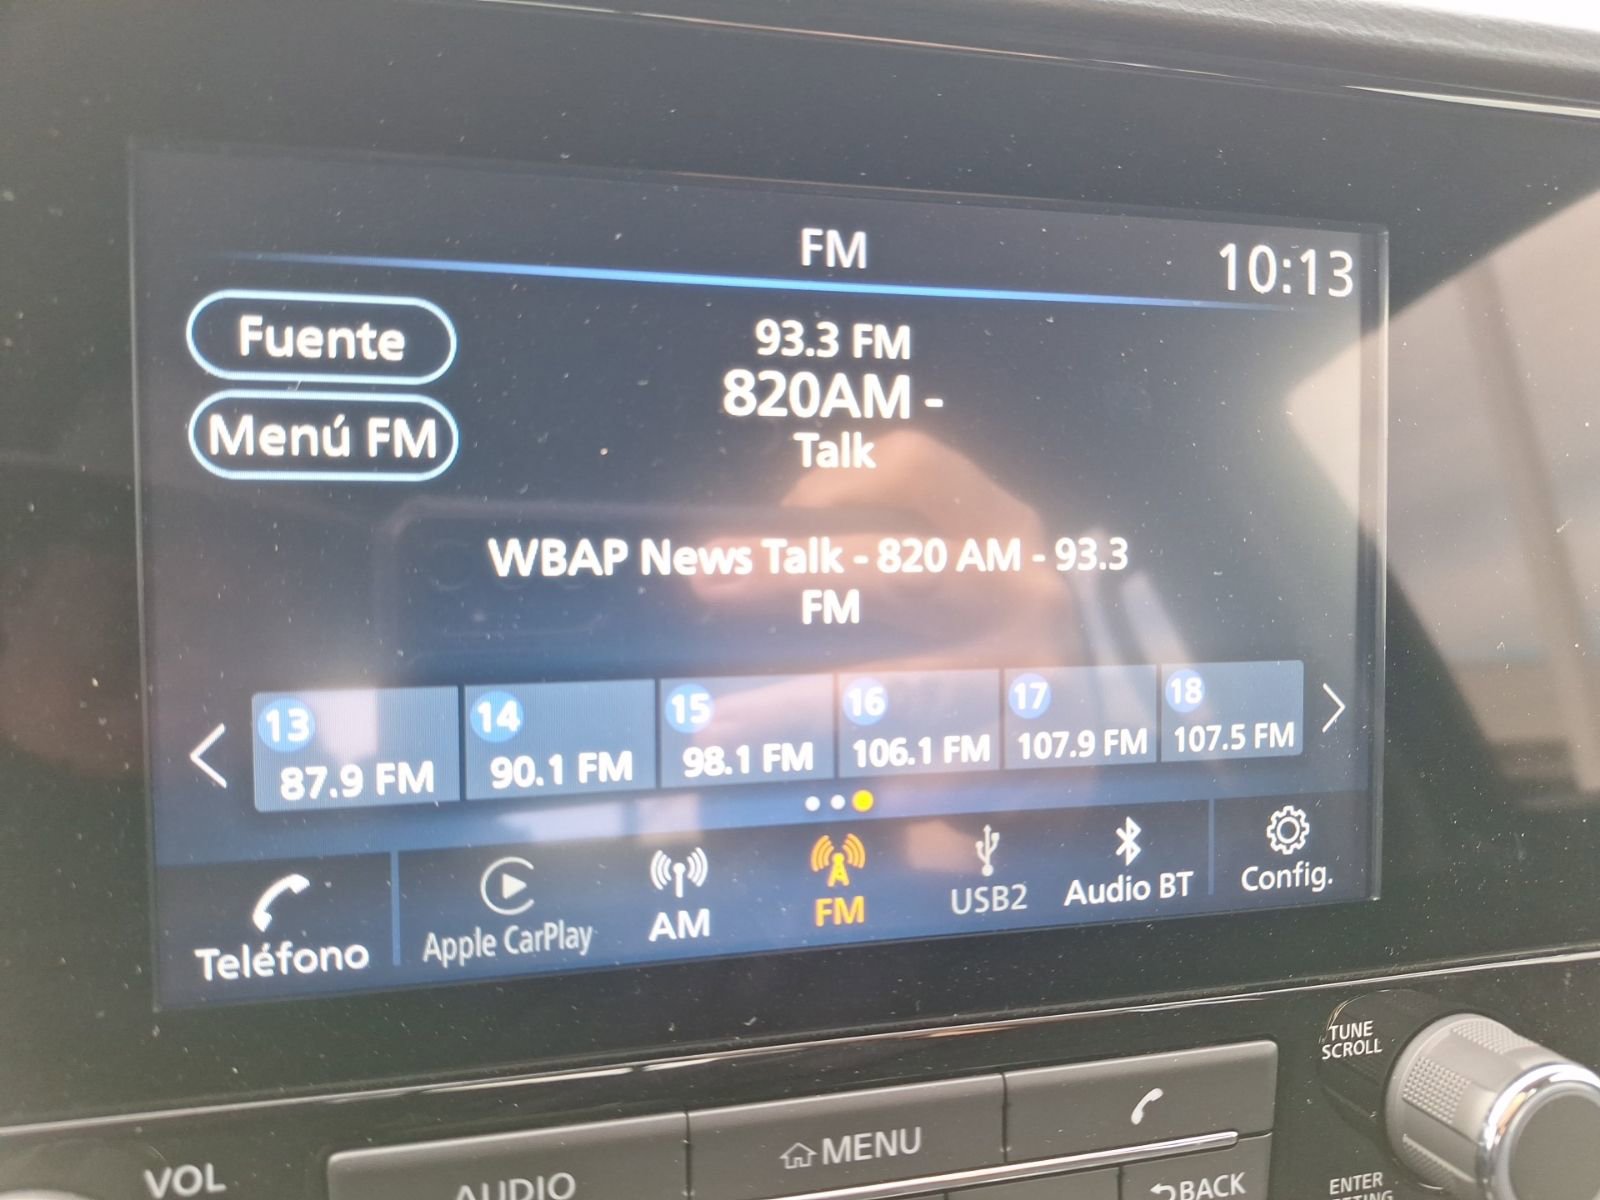 FM
10:13
Fuente
93.3 FM
820AM -
Menú FM
Talk
WBAP News Talk - 820 AM - 93.3
FM
13
87.9 FM
14
90.1 FM
15
98.1 FM
16
106.1 FM
17
107.9 FM
18
107.5 FM
Teléfono
Apple CarPlay
AM
FM
USB2
Audio BT
Config.
TUNE
SCROLL
VOL
AUDIO
MENU
BACK
ENTER